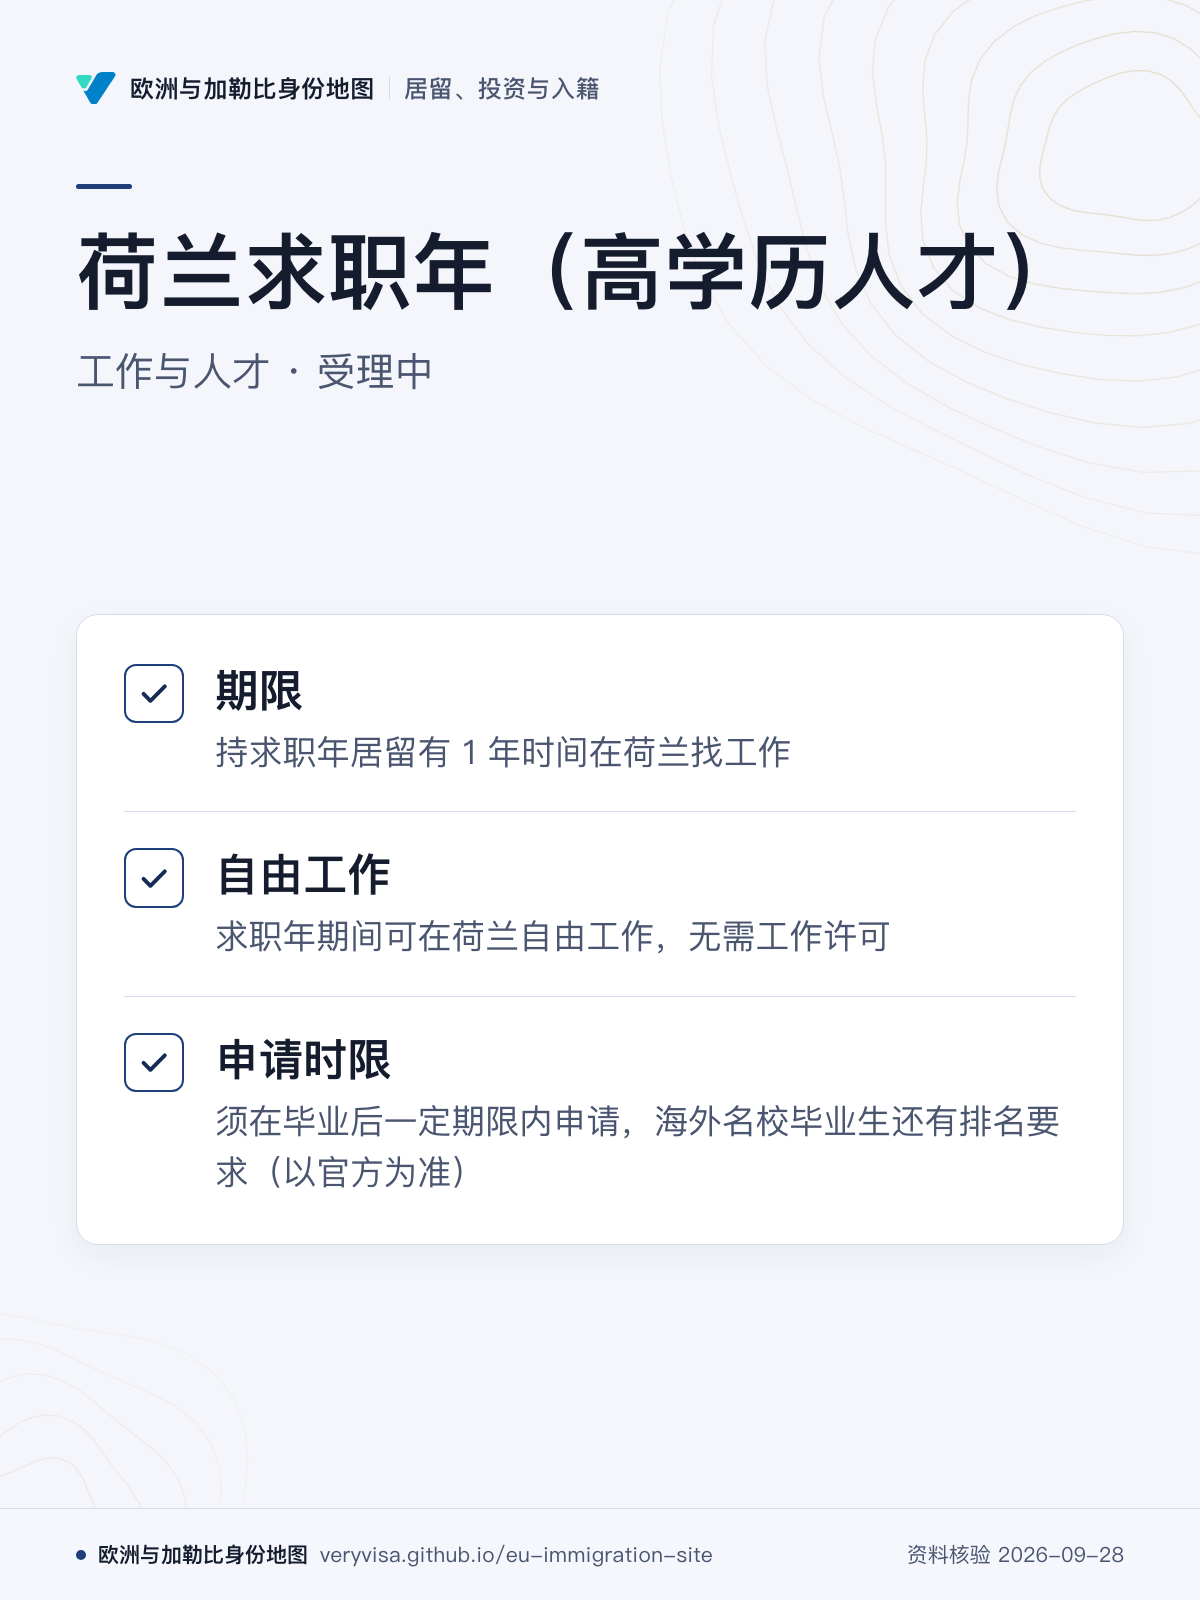 欧洲与加勒比身份地图 | 居留、投资与入籍
荷兰求职年（高学历人才）
工作与人才 · 受理中
期限
持求职年居留有 1 年时间在荷兰找工作
自由工作
求职年期间可在荷兰自由工作，无需工作许可
申请时限
须在毕业后一定期限内申请，海外名校毕业生还有排名要
求（以官方为准）
欧洲与加勒比身份地图 veryvisa.github.io/eu-immigration-site
资料核验 2026-09-28